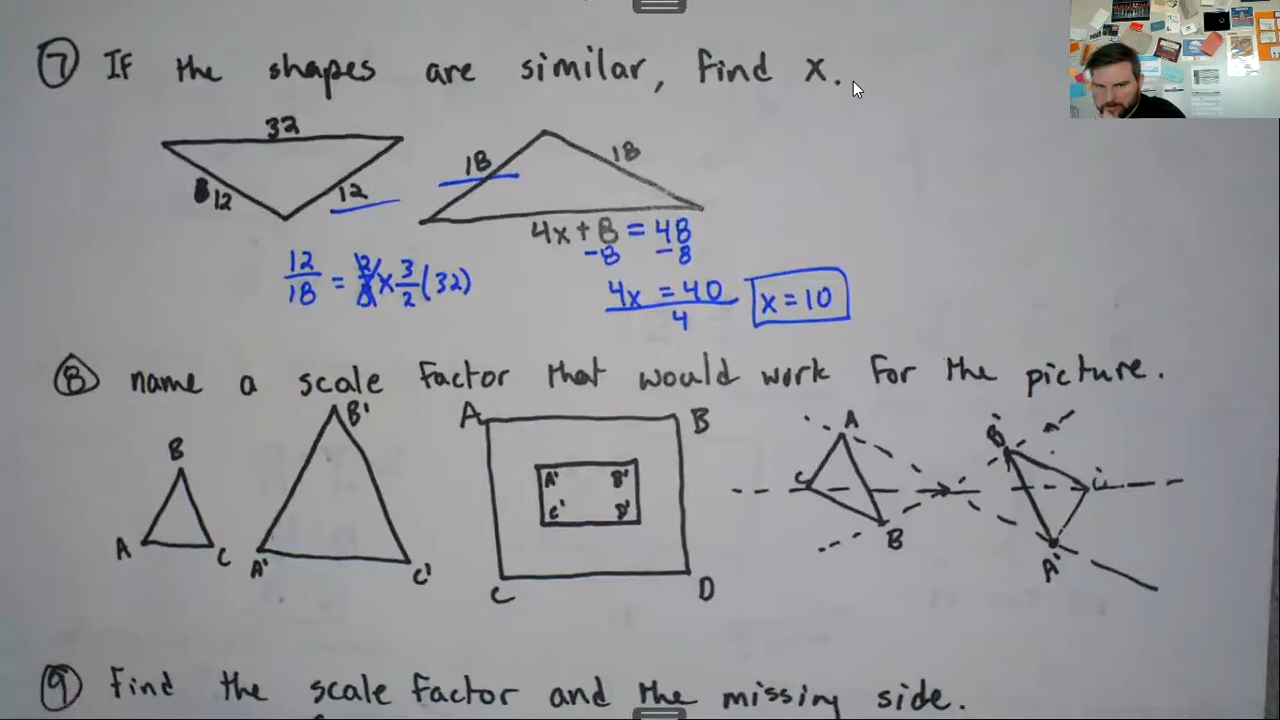 ⑦ If the shapes are similar, find x.
32
12
12
18
18
4x + 8 = 48
-8 -8
12/18 = x 3/2 (32)
4x = 40
4
x = 10
⑧ name a scale factor that would work for the picture.
B
A
C
B'
A'
C'
A
B
C
D
A'
B'
C'
D'
A
C
B
B'
C'
A'
⑨ Find the scale factor and the missing side.